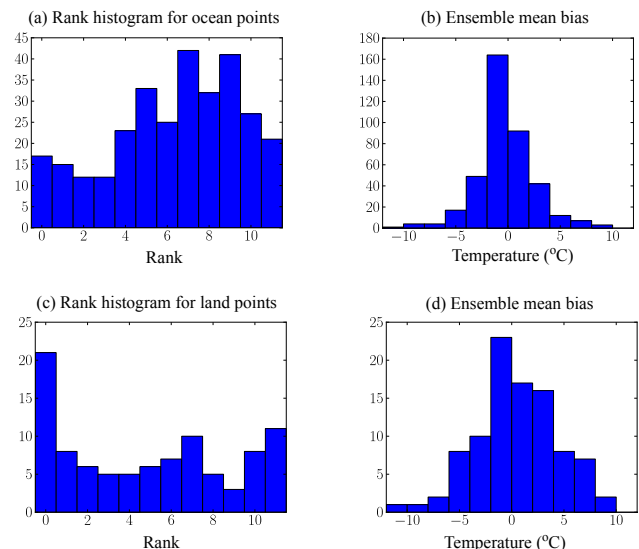 (a) Rank histogram for ocean points
(b) Ensemble mean bias
45
40
35
30
25
20
15
10
5
0
0 2 4 6 8 10
Rank
180
160
140
120
100
80
60
40
20
0
−10 −5 0 5 10
Temperature (°C)
(c) Rank histogram for land points
(d) Ensemble mean bias
25
20
15
10
5
0
0 2 4 6 8 10
Rank
25
20
15
10
5
0
−10 −5 0 5 10
Temperature (°C)